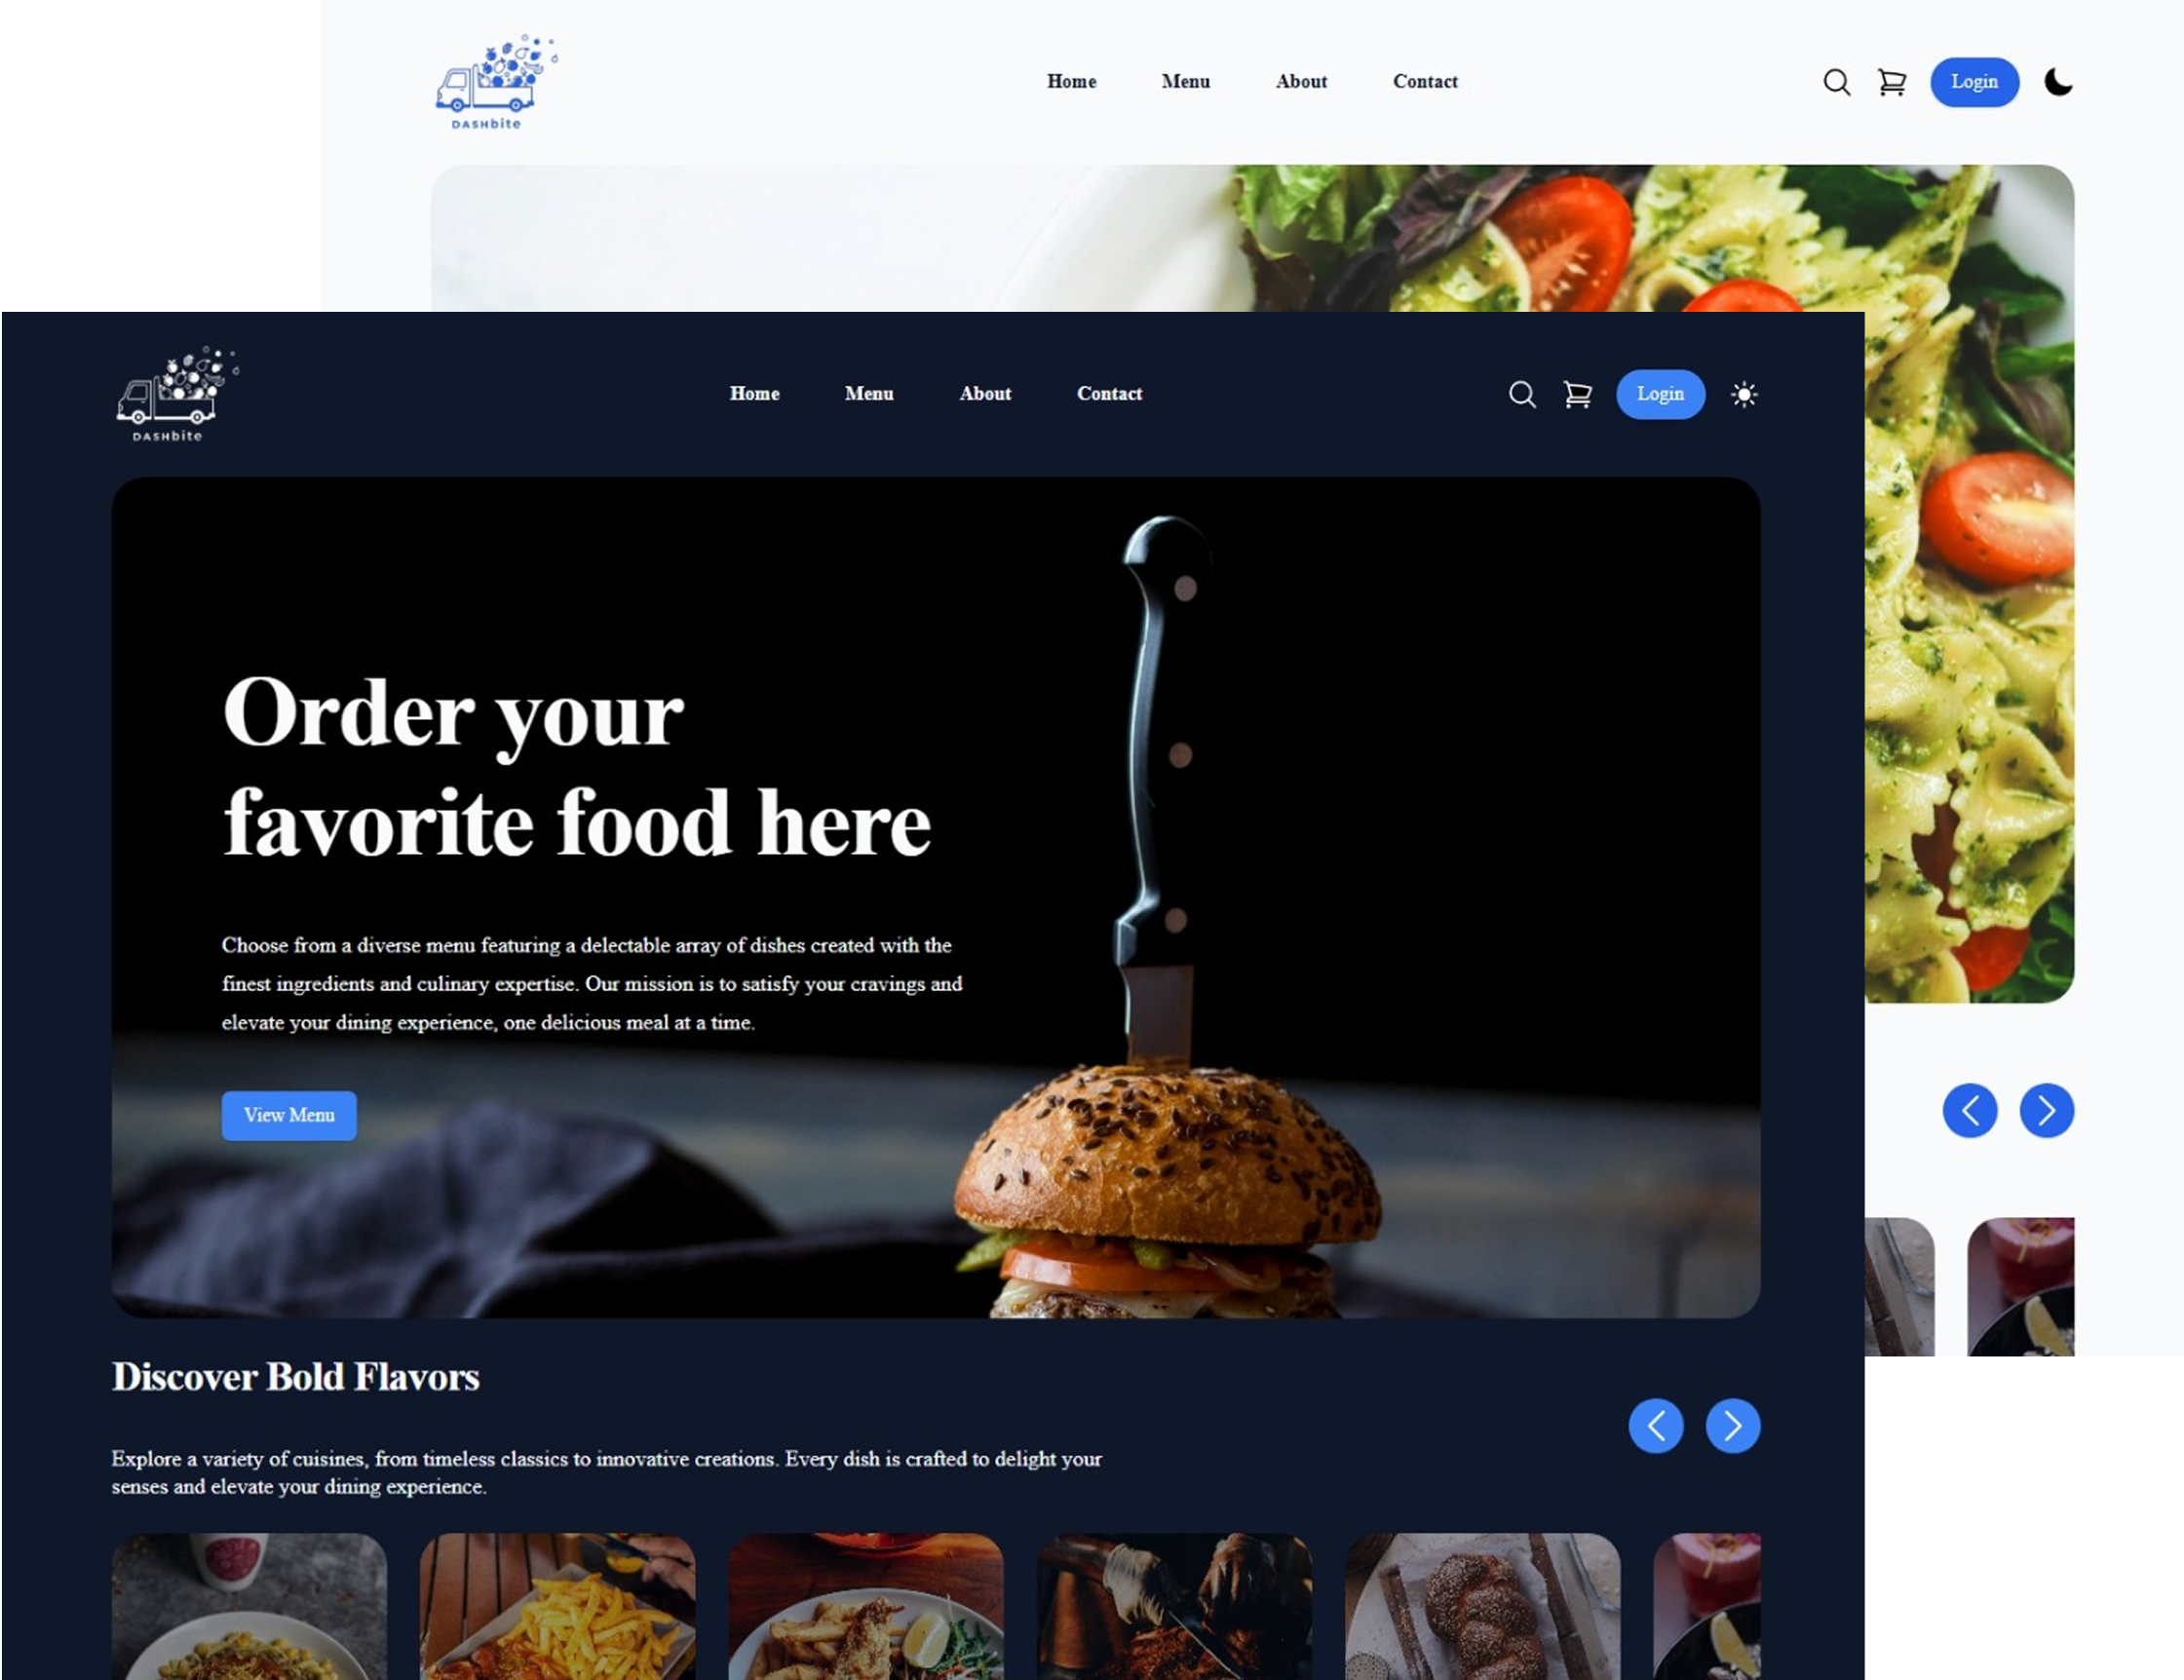 DASHbite
Home Menu About Contact
Login
DASHbite
Home Menu About Contact
Login
Order your
favorite food here
Choose from a diverse menu featuring a delectable array of dishes created with the
finest ingredients and culinary expertise. Our mission is to satisfy your cravings and
elevate your dining experience, one delicious meal at a time.
View Menu
Discover Bold Flavors
Explore a variety of cuisines, from timeless classics to innovative creations. Every dish is crafted to delight your
senses and elevate your dining experience.